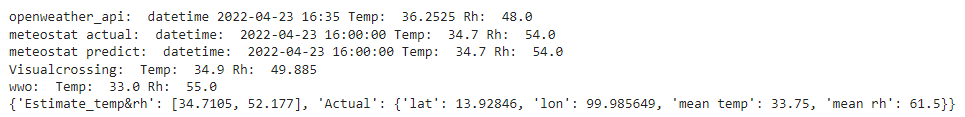 openweather_api:  datetime 2022-04-23 16:35 Temp:  36.2525 Rh:  48.0
meteostat actual:  datetime:  2022-04-23 16:00:00 Temp:  34.7 Rh:  54.0
meteostat predict:  datetime:  2022-04-23 16:00:00 Temp:  34.7 Rh:  54.0
Visualcrossing:  Temp:  34.9 Rh:  49.885
wwo:  Temp:  33.0 Rh:  55.0
{'Estimate_temp&rh': [34.7105, 52.177], 'Actual': {'lat': 13.92846, 'lon': 99.985649, 'mean temp': 33.75, 'mean rh': 61.5}}